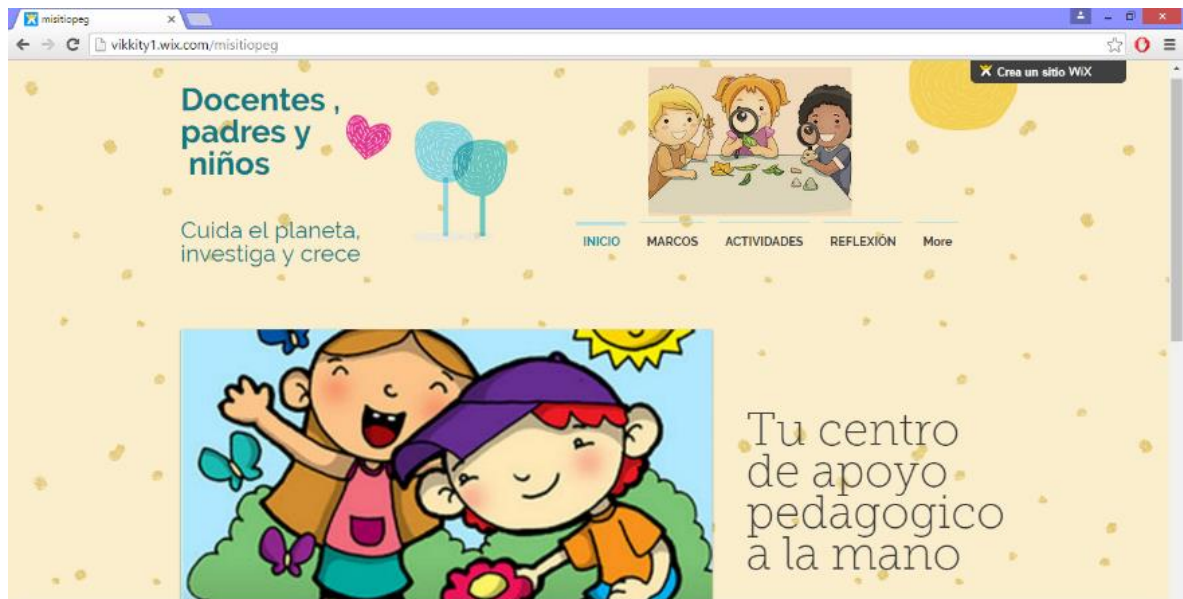 misitiopeg
vikkity1.wix.com/misitiopeg
Crea un sitio WiX
Docentes ,
padres y
niños
Cuida el planeta,
investiga y crece
INICIO MARCOS ACTIVIDADES REFLEXIÓN More
Tu centro
de apoyo
pedagogico
a la mano